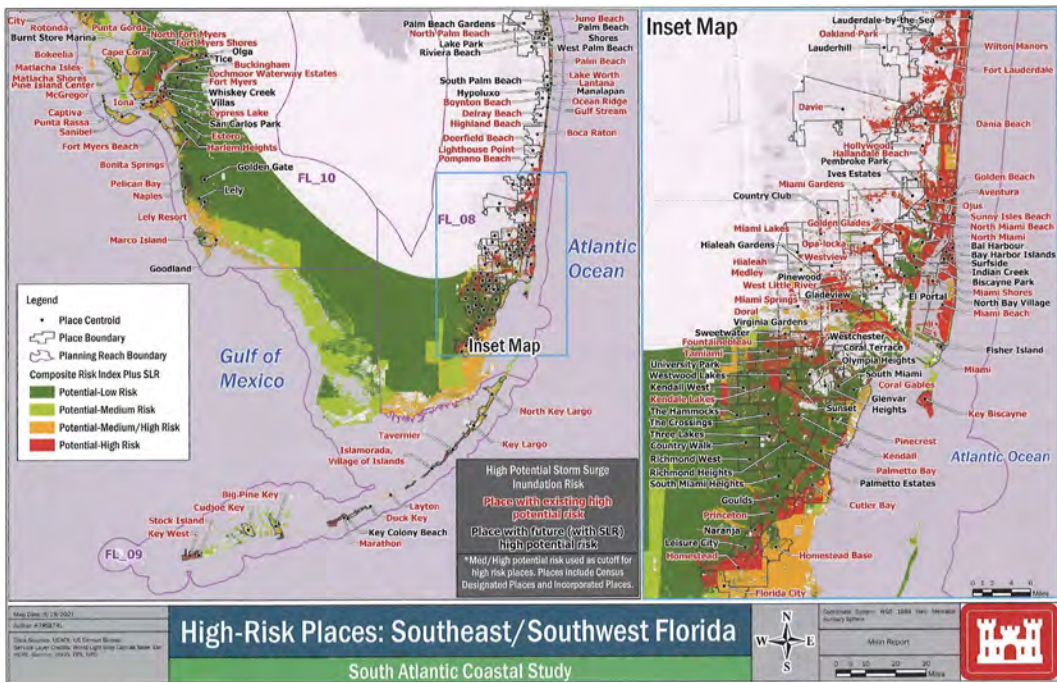 City
Rotonda
Burnt Store Marina
Bokeelia
Matlacha Isles
Matlacha Shores
Pine Island Center
McGregor
Iona
Captiva
Punta Rassa
Sanibel
Fort Myers Beach
Bonita Springs
Pelican Bay
Naples
Lely Resort
Marco Island
Goodland
Punta Gorda
North Fort Myers
Cape Coral
Fort Myers Shores
Olga
Tice
Buckingham
Lochmoor Waterway Estates
Fort Myers
Whiskey Creek
Villas
Cypress Lake
San Carlos Park
Estero
Harlem Heights
Golden Gate
Lely
FL_10
FL_08
FL_09
Palm Beach Gardens
North Palm Beach
Lake Park
Riviera Beach
South Palm Beach
Hypoluxo
Boynton Beach
Delray Beach
Highland Beach
Deerfield Beach
Lighthouse Point
Pompano Beach
Juno Beach
Palm Beach
Shores
West Palm Beach
Palm Beach
Lake Worth
Lantana
Manalapan
Ocean Ridge
Gulf Stream
Boca Raton
Atlantic
Ocean
Gulf of
Mexico
Inset Map
Legend
Place Centroid
Place Boundary
Planning Reach Boundary
Composite Risk Index Plus SLR
Potential-Low Risk
Potential-Medium Risk
Potential-Medium/High Risk
Potential-High Risk
North Key Largo
Tavernier
Key Largo
Islamorada,
Village of Islands
Big Pine Key
Cudjoe Key
Stock Island
Key West
Layton
Duck Key
Key Colony Beach
Marathon
High Potential Storm Surge
Inundation Risk
Place with existing high
potential risk
Place with future (with SLR)
high potential risk
*Med/High potential risk used as cutoff for
high risk places. Places include Census
Designated Places and Incorporated Places.
Inset Map
Lauderdale-by-the-Sea
Oakland Park
Lauderhill
Wilton Manors
Fort Lauderdale
Davie
Dania Beach
Hollywood
Hallandale Beach
Pembroke Park
Ives Estates
Golden Beach
Miami Gardens
Country Club
Aventura
Ojus
Golden Glades
Sunny Isles Beach
Miami Lakes
North Miami Beach
Opa-locka
North Miami
Hialeah Gardens
Westview
Bal Harbour
Bay Harbor Islands
Hialeah
Surfside
Medley
Pinewood
Indian Creek
West Little River
Biscayne Park
Miami Springs
Gladeview
El Portal
Miami Shores
Doral
North Bay Village
Virginia Gardens
Miami Beach
Sweetwater
Westchester
Fountainebleau
Coral Terrace
Fisher Island
Tamiami
Olympia Heights
Miami
University Park
South Miami
Westwood Lakes
Coral Gables
Kendall West
Glenvar
Heights
Kendale Lakes
Sunset
Key Biscayne
The Hammocks
The Crossings
Pinecrest
Three Lakes
Kendall
Country Walk
Atlantic Ocean
Richmond West
Palmetto Bay
Richmond Heights
Palmetto Estates
South Miami Heights
Cutler Bay
Goulds
Princeton
Naranja
Leisure City
Homestead
Homestead Base
Florida City
0 1 2 4 6
Miles
High-Risk Places: Southeast/Southwest Florida
South Atlantic Coastal Study
N
W
E
S
Main Report
0 5 10 20 30
Miles